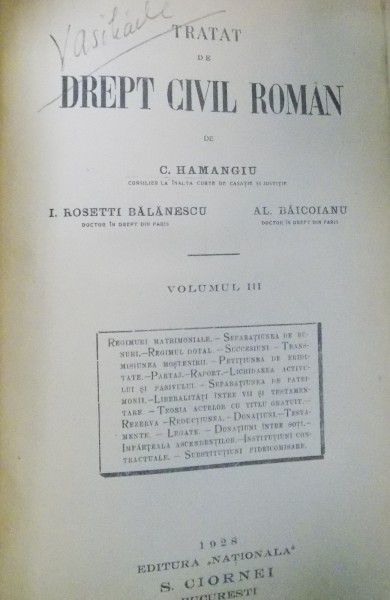 TRATAT
DE
DREPT CIVIL ROMÂN
DE
C. HAMANGIU
CONSILIER LA ÎNALTA CURTE DE CASAȚIE ȘI JUSTIȚIE
I. ROSETTI BĂLĂNESCU
AL. BĂICOIANU
DOCTOR ÎN DREPT DIN PARIS
DOCTOR ÎN DREPT DIN PARIS
VOLUMUL III
REGIMURI MATRIMONIALE. – SEPARAȚIUNEA DE BU-
NURI. – REGIMUL DOTAL. – SUCCESIUNI. – TRANS-
MISIUNEA MOȘTENIRII. – PETIȚIUNEA DE EREDI-
TATE. – PARTAJ. – RAPORT. – LICHIDAREA ACTIVU-
LUI ȘI PASIVULUI. – SEPARAȚIUNEA DE PATRI-
MONII. – LIBERALITĂȚI ÎNTRE VII ȘI TESTAMEN-
TARE. – TEORIA ACTELOR CU TITLU GRATUIT. –
REZERVA – REDUCȚIUNEA. – DONAȚIUNI. – TESTA-
MENTE. – LEGATE. – DONAȚIUNI ÎNTRE SOȚI. –
ÎMPĂRȚEALA ASCENDENȚILOR. – INSTITUȚIUNI CON-
TRACTUALE. – SUBSTITUȚIUNI FIDEICOMISARE.
1928
EDITURA „NAȚIONALA"
S. CIORNEI
BUCUREȘTI